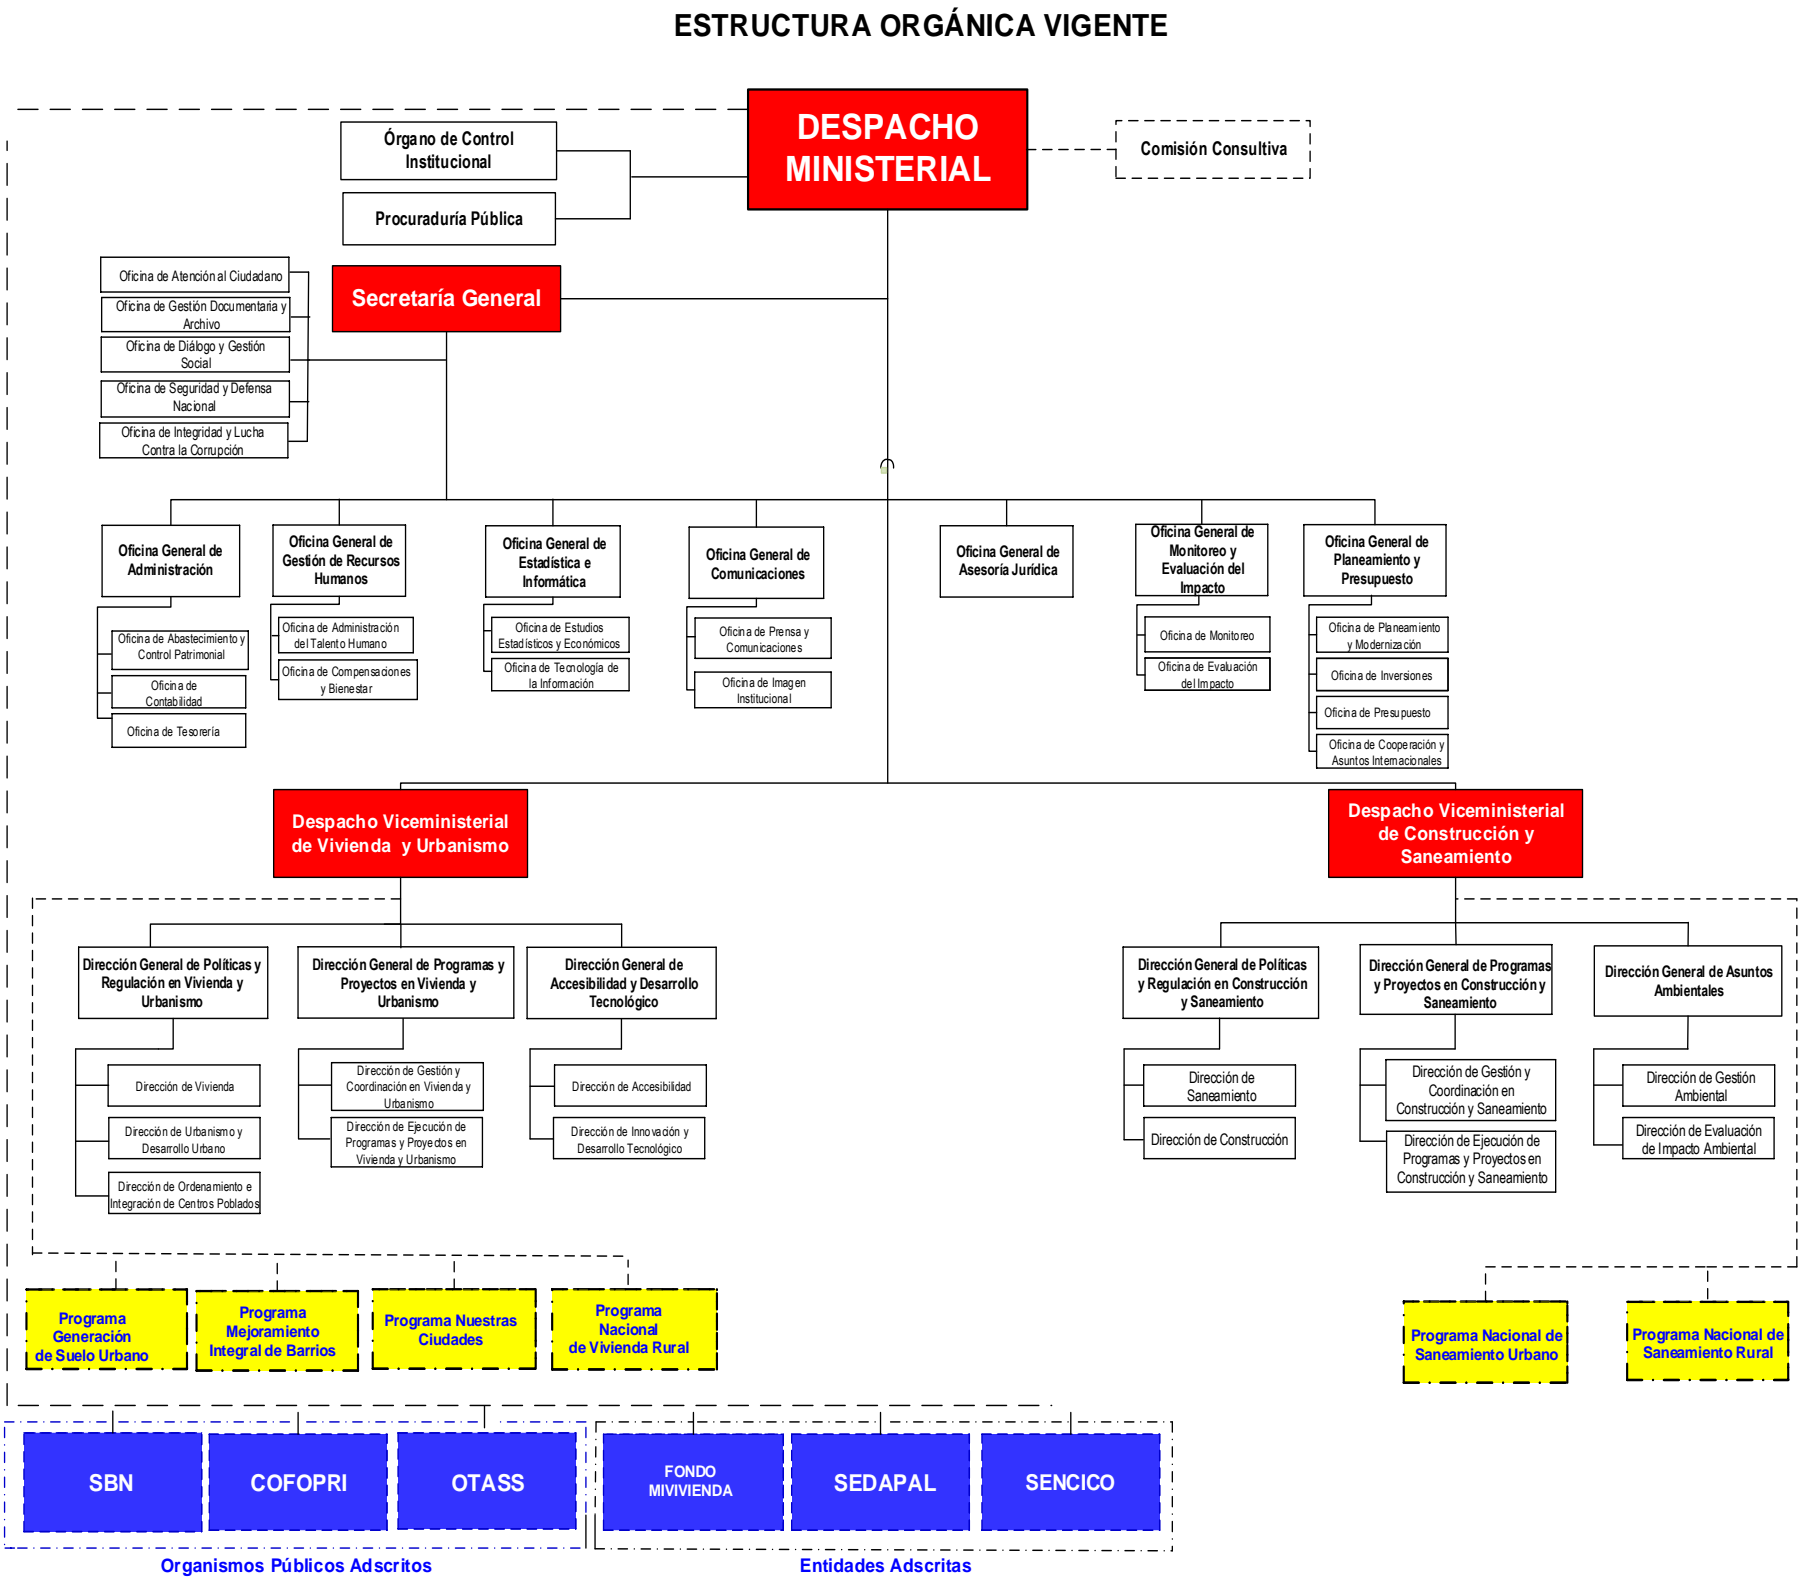 ESTRUCTURA ORGÁNICA VIGENTE
DESPACHO
MINISTERIAL
Órgano de Control
Institucional
Comisión Consultiva
Procuraduría Pública
Oficina de Atención al Ciudadano
Oficina de Gestión Documentaria y
Archivo
Oficina de Diálogo y Gestión
Social
Oficina de Seguridad y Defensa
Nacional
Oficina de Integridad y Lucha
Contra la Corrupción
Secretaría General
Oficina General de
Administración
Oficina de Abastecimiento y
Control Patrimonial
Oficina de
Contabilidad
Oficina de Tesorería
Oficina General de
Gestión de Recursos
Humanos
Oficina de Administración
del Talento Humano
Oficina de Compensaciones
y Bienestar
Oficina General de
Estadística e
Informática
Oficina de Estudios
Estadísticos y Económicos
Oficina de Tecnología de
la Información
Oficina General de
Comunicaciones
Oficina de Prensa y
Comunicaciones
Oficina de Imagen
Institucional
Oficina General de
Asesoría Jurídica
Oficina General de
Monitoreo y
Evaluación del
Impacto
Oficina de Monitoreo
Oficina de Evaluación
del Impacto
Oficina General de
Planeamiento y
Presupuesto
Oficina de Planeamiento
y Modernización
Oficina de Inversiones
Oficina de Presupuesto
Oficina de Cooperación y
Asuntos Internacionales
Despacho Viceministerial
de Vivienda y Urbanismo
Despacho Viceministerial
de Construcción y
Saneamiento
Dirección General de Políticas y
Regulación en Vivienda y
Urbanismo
Dirección de Vivienda
Dirección de Urbanismo y
Desarrollo Urbano
Dirección de Ordenamiento e
Integración de Centros Poblados
Dirección General de Programas y
Proyectos en Vivienda y
Urbanismo
Dirección de Gestión y
Coordinación en Vivienda y
Urbanismo
Dirección de Ejecución de
Programas y Proyectos en
Vivienda y Urbanismo
Dirección General de
Accesibilidad y Desarrollo
Tecnológico
Dirección de Accesibilidad
Dirección de Innovación y
Desarrollo Tecnológico
Dirección General de Políticas
y Regulación en Construcción
y Saneamiento
Dirección de
Saneamiento
Dirección de Construcción
Dirección General de Programas
y Proyectos en Construcción y
Saneamiento
Dirección de Gestión y
Coordinación en
Construcción y Saneamiento
Dirección de Ejecución de
Programas y Proyectos en
Construcción y Saneamiento
Dirección General de Asuntos
Ambientales
Dirección de Gestión
Ambiental
Dirección de Evaluación
de Impacto Ambiental
Programa
Generación
de Suelo Urbano
Programa
Mejoramiento
Integral de Barrios
Programa Nuestras
Ciudades
Programa
Nacional
de Vivienda Rural
Programa Nacional de
Saneamiento Urbano
Programa Nacional de
Saneamiento Rural
SBN
COFOPRI
OTASS
FONDO
MIVIVIENDA
SEDAPAL
SENCICO
Organismos Públicos Adscritos
Entidades Adscritas